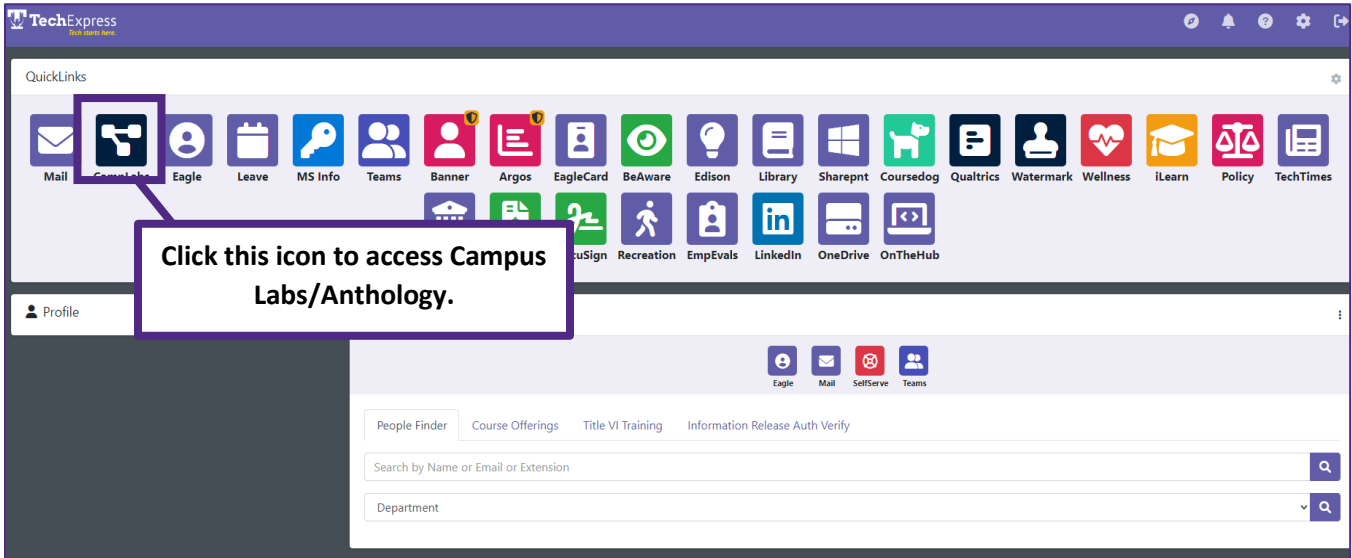 TechExpress
Tech starts here.
QuickLinks
Mail CampLabs Eagle Leave MS Info Teams Banner Argos EagleCard BeAware Edison Library Sharepnt Coursedog Qualtrics Watermark Wellness iLearn Policy TechTimes
cuSign Recreation EmpEvals LinkedIn OneDrive OnTheHub
Click this icon to access Campus
Labs/Anthology.
Profile
Eagle Mail SelfServe Teams
People Finder Course Offerings Title VI Training Information Release Auth Verify
Search by Name or Email or Extension
Department